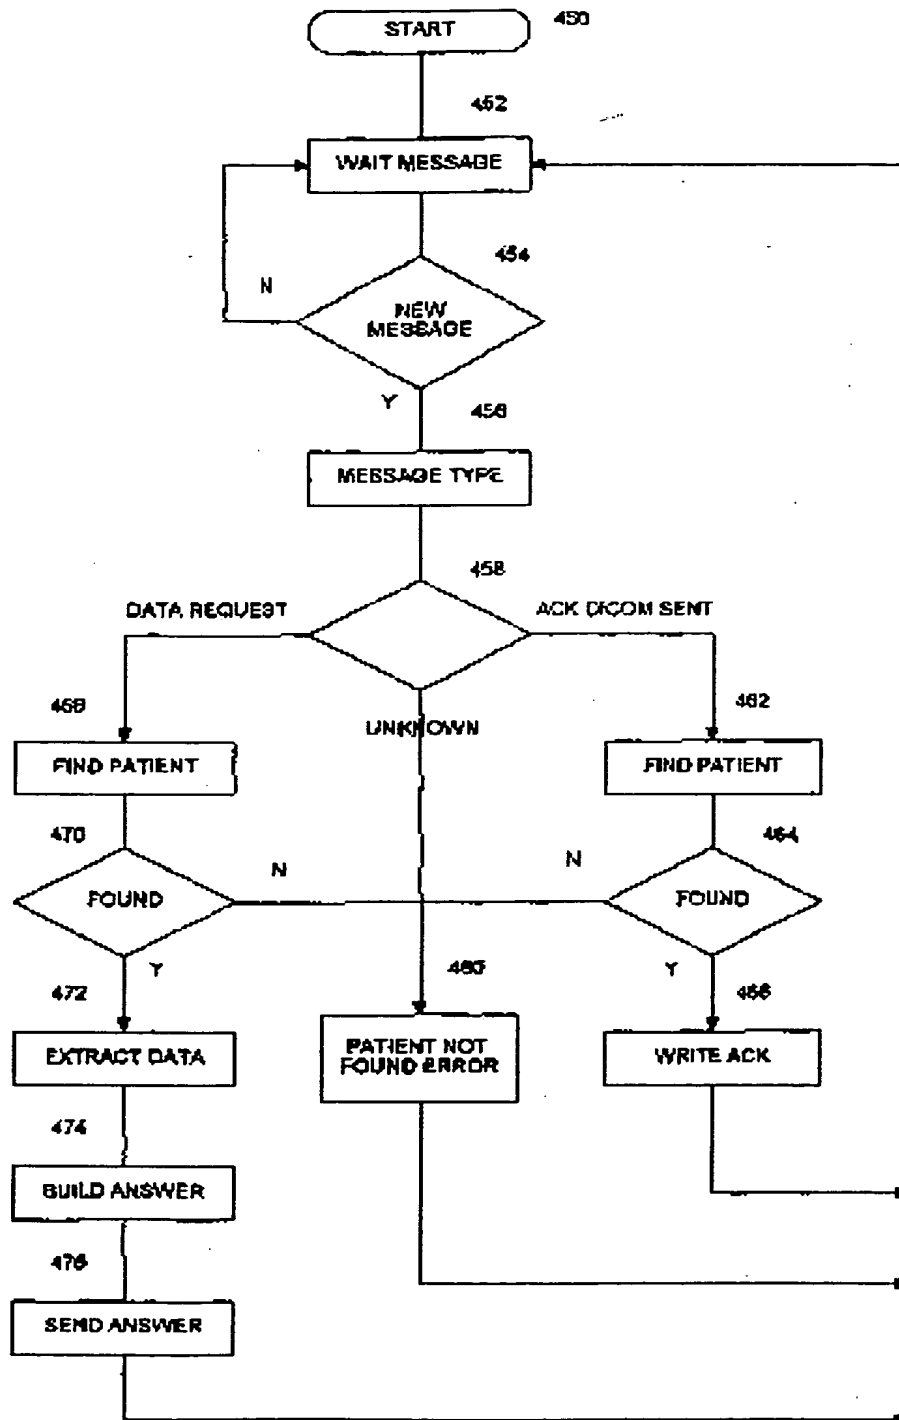 START
450
452
WAIT MESSAGE
454
N
NEW
MESSAGE
Y
456
MESSAGE TYPE
458
DATA REQUEST
ACK DICOM SENT
468
UNKNOWN
462
FIND PATIENT
FIND PATIENT
470
464
N
N
FOUND
FOUND
Y
460
Y
472
466
EXTRACT DATA
PATIENT NOT
FOUND ERROR
WRITE ACK
474
BUILD ANSWER
476
SEND ANSWER